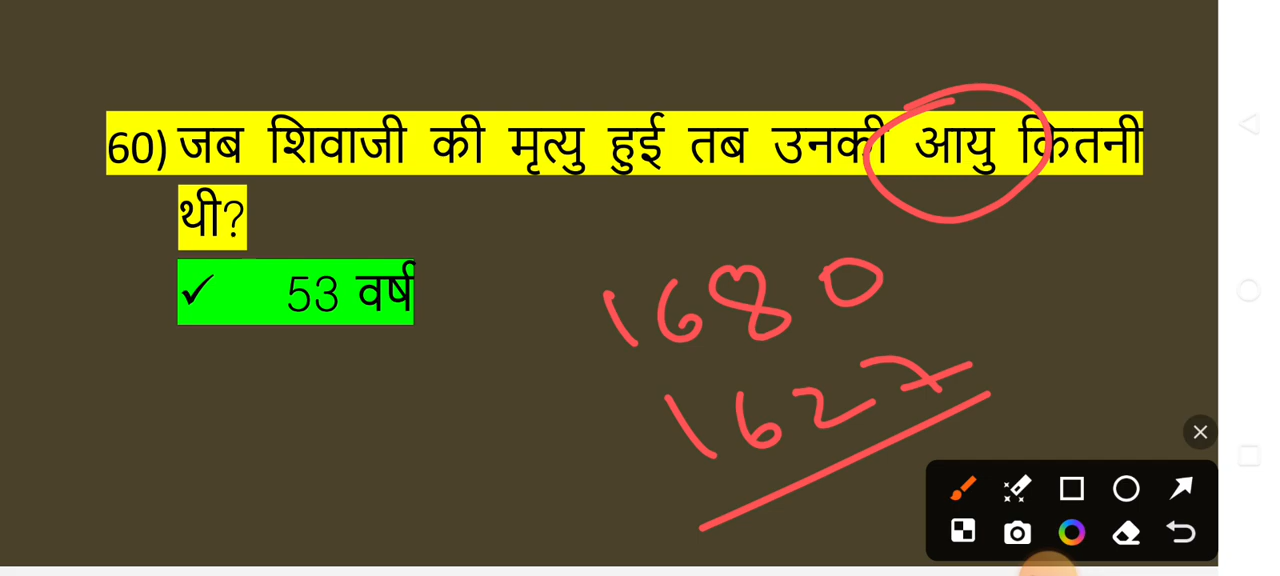 60) जब शिवाजी की मृत्यु हुई तब उनकी आयु कितनी
थी?
✓ 53 वर्ष
1680
1627